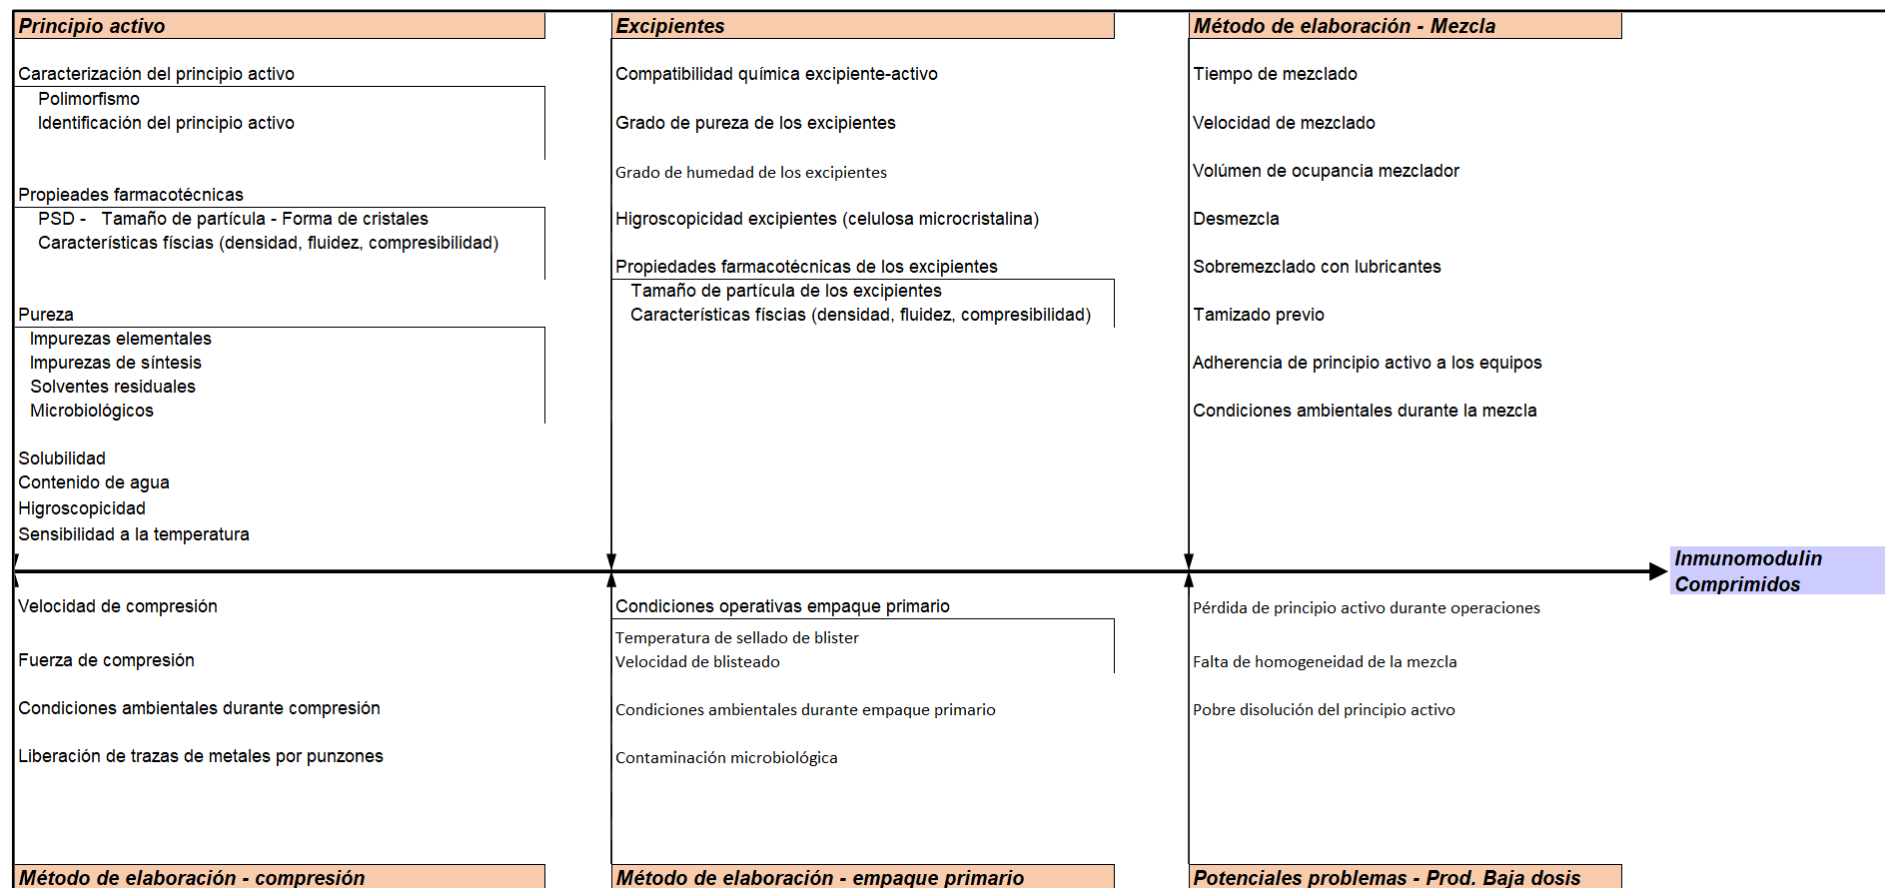 Principio activo
Caracterización del principio activo
Polimorfismo
Identificación del principio activo
Propieades farmacotécnicas
PSD - Tamaño de partícula - Forma de cristales
Características físcias (densidad, fluidez, compresibilidad)
Pureza
Impurezas elementales
Impurezas de síntesis
Solventes residuales
Microbiológicos
Solubilidad
Contenido de agua
Higroscopicidad
Sensibilidad a la temperatura
Excipientes
Compatibilidad química excipiente-activo
Grado de pureza de los excipientes
Grado de humedad de los excipientes
Higroscopicidad excipientes (celulosa microcristalina)
Propiedades farmacotécnicas de los excipientes
Tamaño de partícula de los excipientes
Características físcias (densidad, fluidez, compresibilidad)
Método de elaboración - Mezcla
Tiempo de mezclado
Velocidad de mezclado
Volúmen de ocupancia mezclador
Desmezcla
Sobremezclado con lubricantes
Tamizado previo
Adherencia de principio activo a los equipos
Condiciones ambientales durante la mezcla
Inmunomodulin
Comprimidos
Velocidad de compresión
Fuerza de compresión
Condiciones ambientales durante compresión
Liberación de trazas de metales por punzones
Método de elaboración - compresión
Condiciones operativas empaque primario
Temperatura de sellado de blister
Velocidad de blisteado
Condiciones ambientales durante empaque primario
Contaminación microbiológica
Método de elaboración - empaque primario
Pérdida de principio activo durante operaciones
Falta de homogeneidad de la mezcla
Pobre disolución del principio activo
Potenciales problemas - Prod. Baja dosis